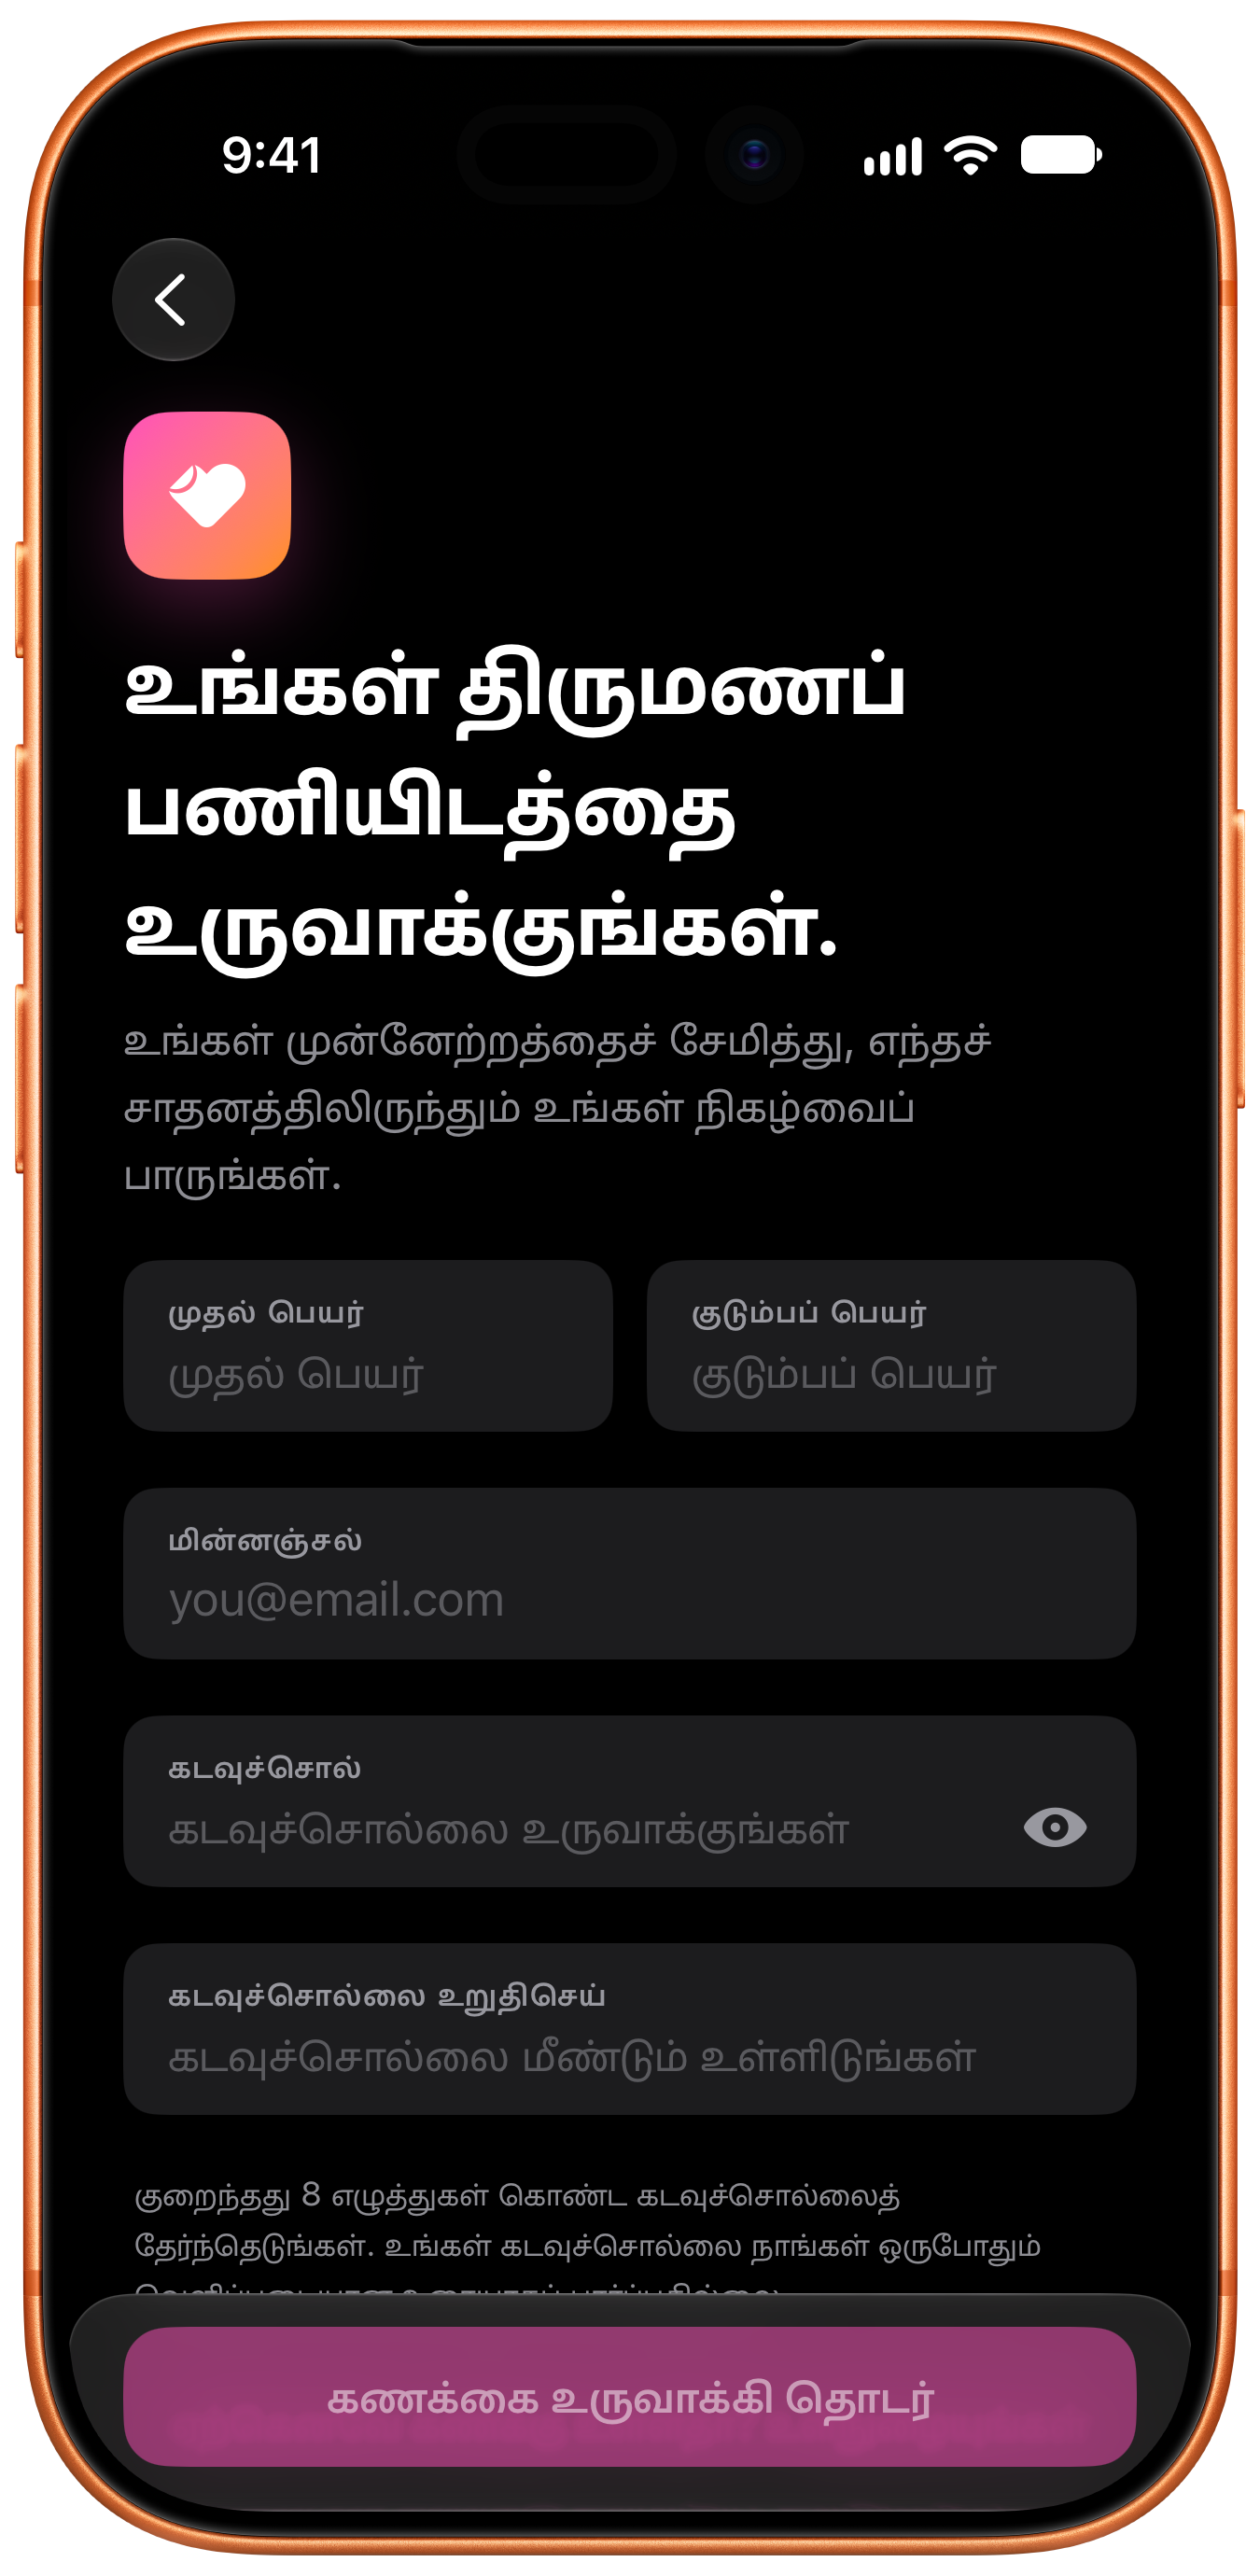 9:41
உங்கள் திருமணப்
பணியிடத்தை
உருவாக்குங்கள்.
உங்கள் முன்னேற்றத்தைச் சேமித்து, எந்தச்
சாதனத்திலிருந்தும் உங்கள் நிகழ்வைப்
பாருங்கள்.
முதல் பெயர்
முதல் பெயர்
குடும்பப் பெயர்
குடும்பப் பெயர்
மின்னஞ்சல்
you@email.com
கடவுச்சொல்
கடவுச்சொல்லை உருவாக்குங்கள்
கடவுச்சொல்லை உறுதிசெய்
கடவுச்சொல்லை மீண்டும் உள்ளிடுங்கள்
குறைந்தது 8 எழுத்துகள் கொண்ட கடவுச்சொல்லைத்
தேர்ந்தெடுங்கள். உங்கள் கடவுச்சொல்லை நாங்கள் ஒருபோதும்
கணக்கை உருவாக்கி தொடர்